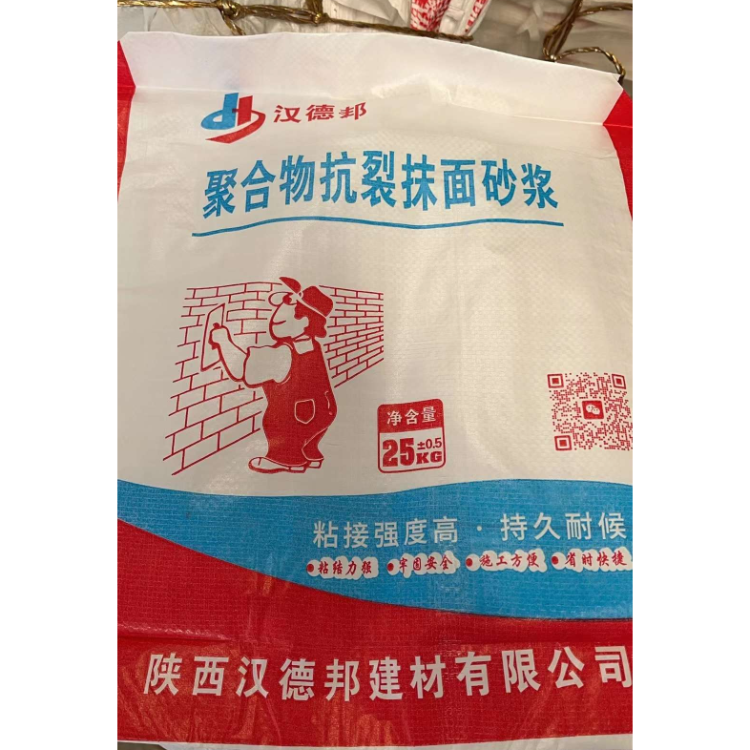 汉德邦
聚合物抗裂抹面砂浆
净含量
25±0.5KG
粘接强度高·持久耐候
•粘结力强 •牢固安全 •施工方便 •省时快捷
陕西汉德邦建材有限公司